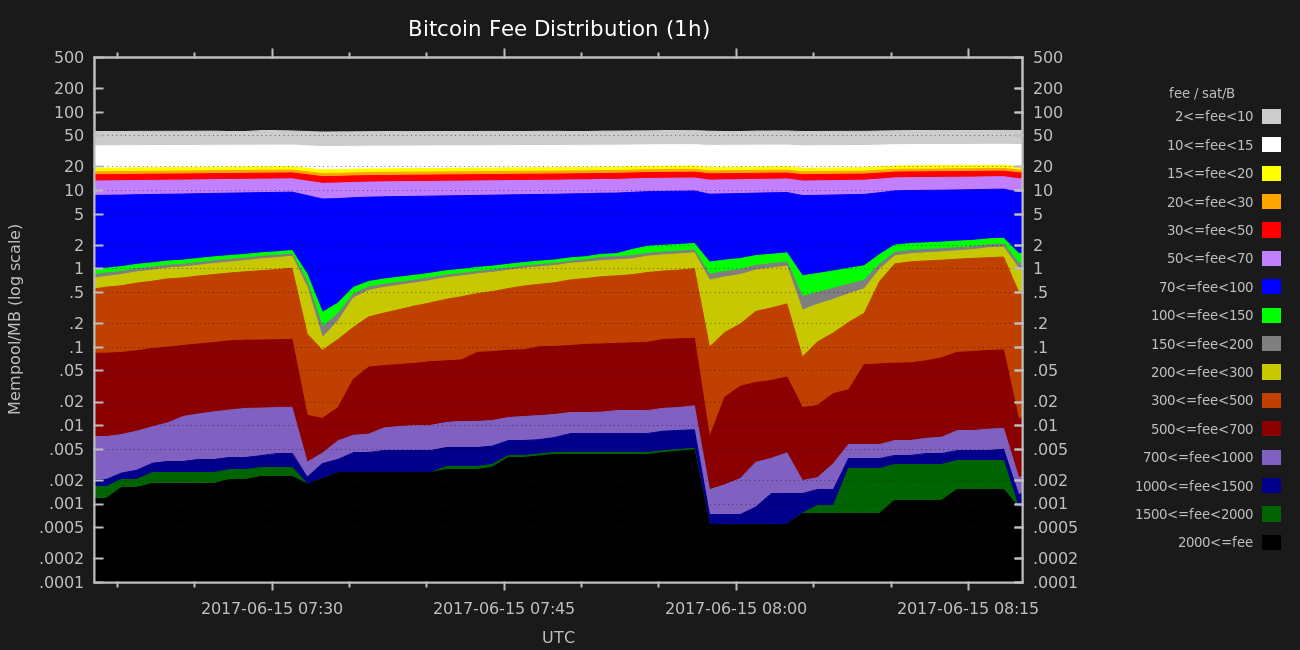 Bitcoin Fee Distribution (1h)
Mempool/MB (log scale)
500
200
100
50
20
10
5
2
1
.5
.2
.1
.05
.02
.01
.005
.002
.001
.0005
.0002
.0001
500
200
100
50
20
10
5
2
1
.5
.2
.1
.05
.02
.01
.005
.002
.001
.0005
.0002
.0001
2017-06-15 07:30 2017-06-15 07:45 2017-06-15 08:00 2017-06-15 08:15
UTC
fee / sat/B
2<=fee<10
10<=fee<15
15<=fee<20
20<=fee<30
30<=fee<50
50<=fee<70
70<=fee<100
100<=fee<150
150<=fee<200
200<=fee<300
300<=fee<500
500<=fee<700
700<=fee<1000
1000<=fee<1500
1500<=fee<2000
2000<=fee